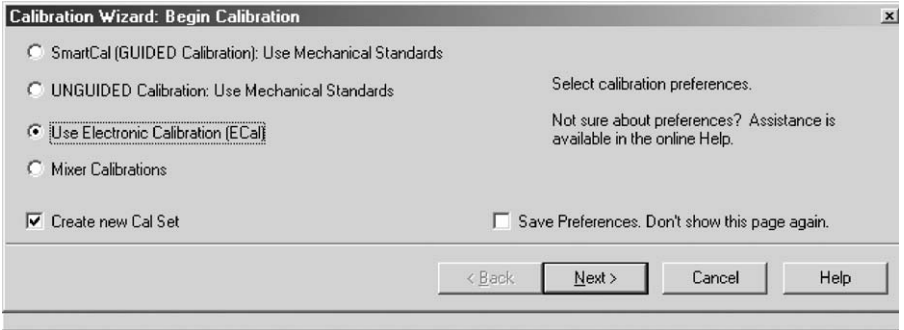 Calibration Wizard: Begin Calibration
SmartCal (GUIDED Calibration): Use Mechanical Standards
UNGUIDED Calibration: Use Mechanical Standards
Use Electronic Calibration (ECal)
Mixer Calibrations
Select calibration preferences.
Not sure about preferences? Assistance is
available in the online Help.
Create new Cal Set
Save Preferences. Don't show this page again.
< Back
Next >
Cancel
Help